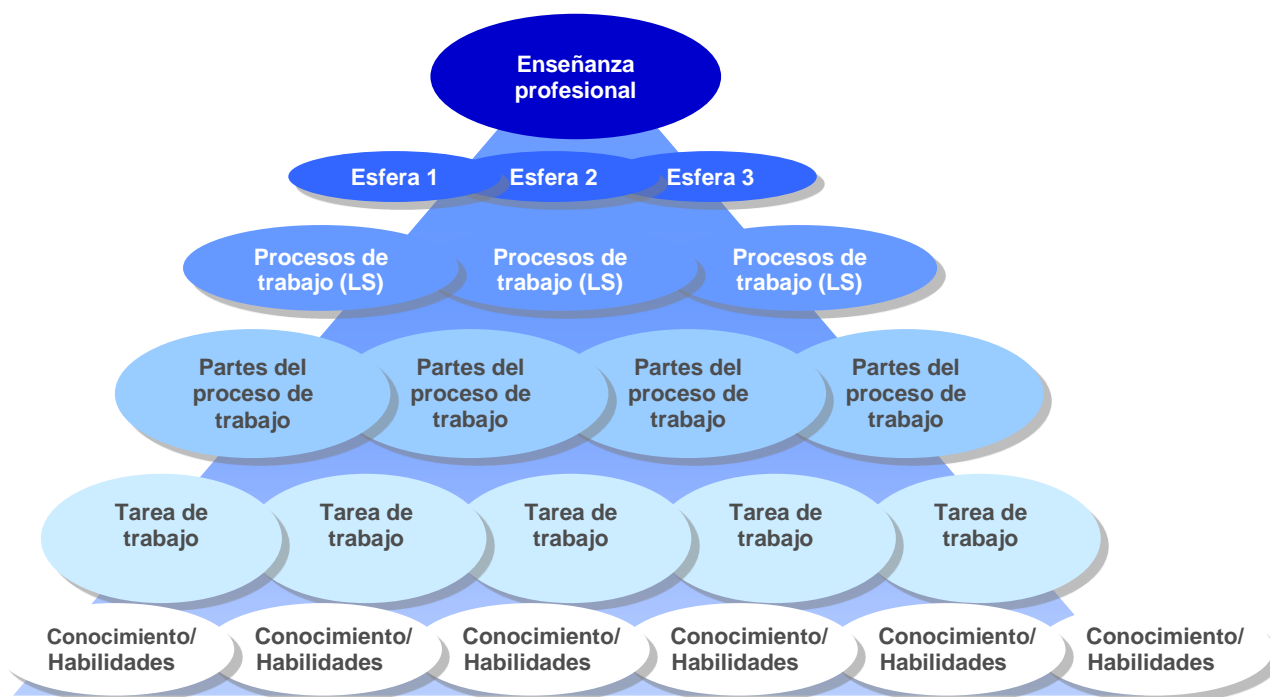 Enseñanza
profesional
Esfera 1
Esfera 2
Esfera 3
Procesos de
trabajo (LS)
Procesos de
trabajo (LS)
Procesos de
trabajo (LS)
Partes del
proceso de
trabajo
Partes del
proceso de
trabajo
Partes del
proceso de
trabajo
Partes del
proceso de
trabajo
Tarea de
trabajo
Tarea de
trabajo
Tarea de
trabajo
Tarea de
trabajo
Tarea de
trabajo
Conocimiento/
Habilidades
Conocimiento/
Habilidades
Conocimiento/
Habilidades
Conocimiento/
Habilidades
Conocimiento/
Habilidades
Conocimiento/
Habilidades